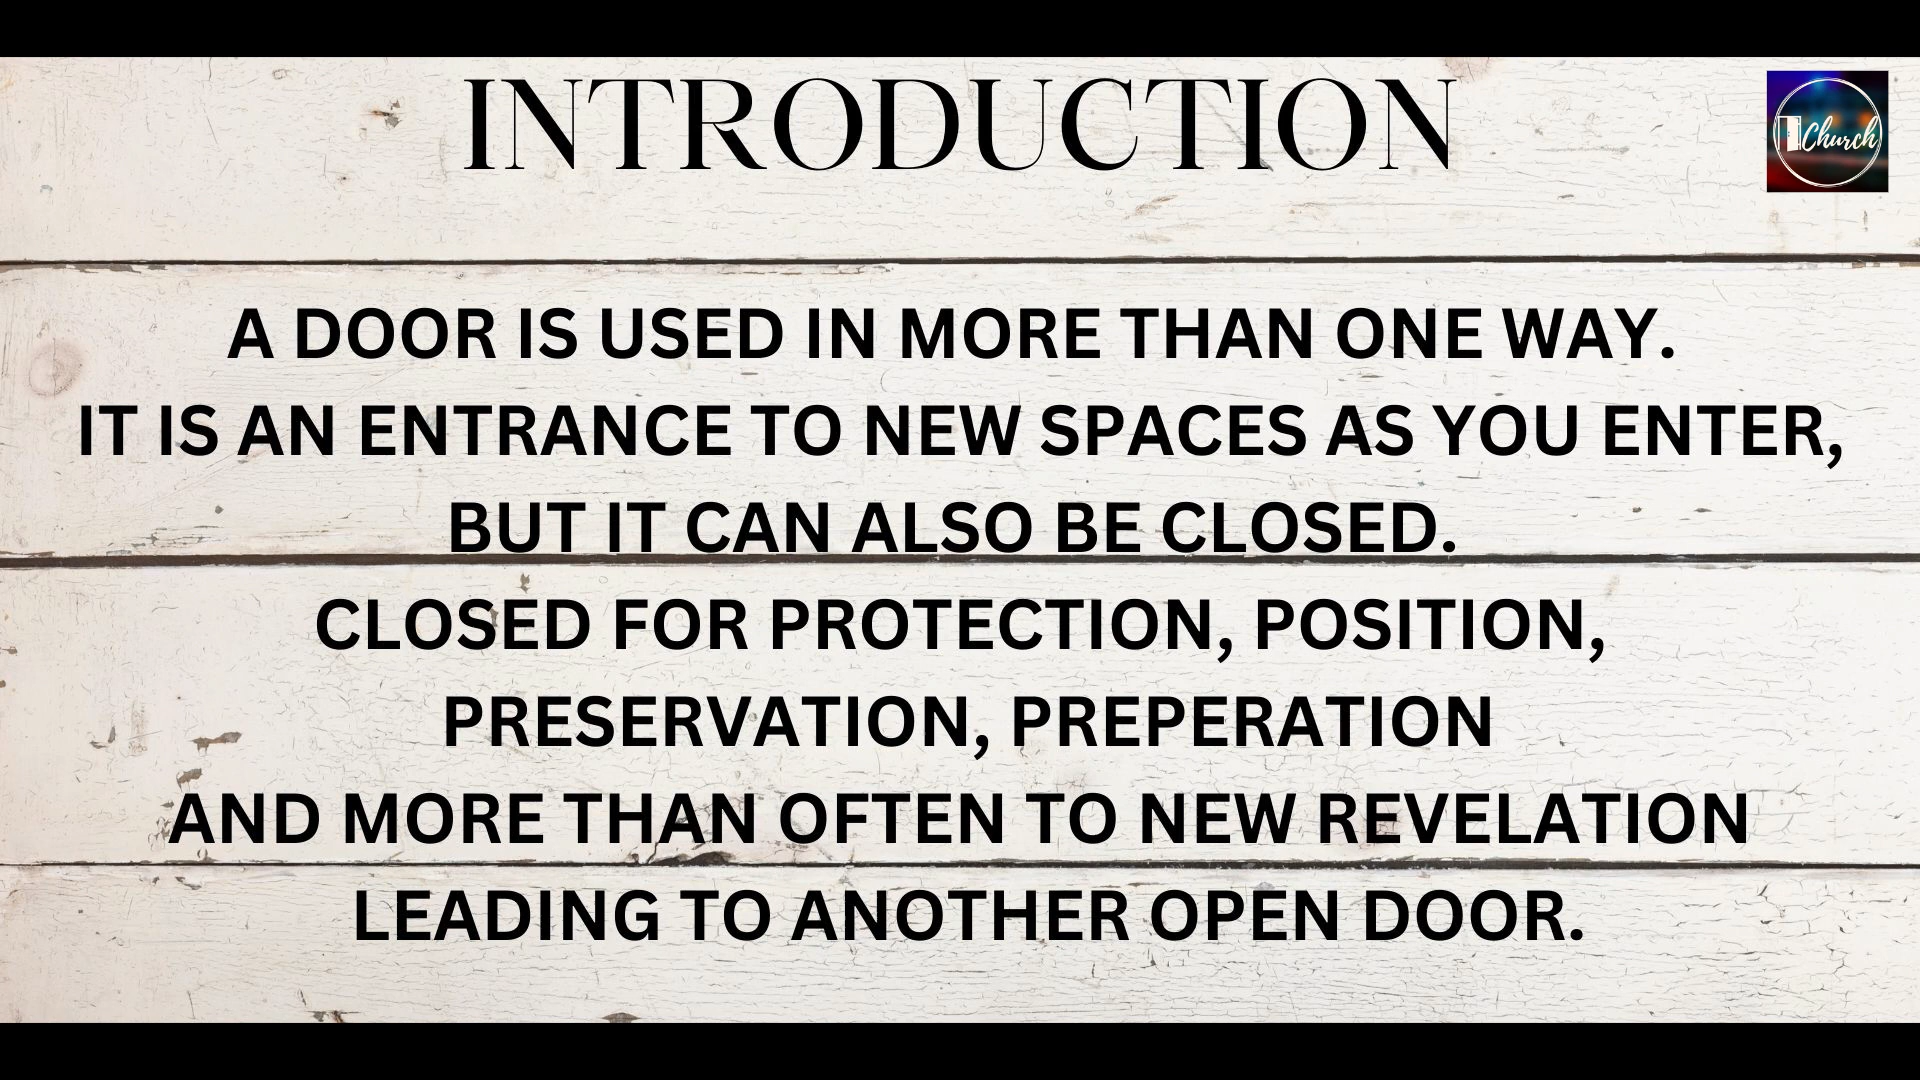 INTRODUCTION
Church
A DOOR IS USED IN MORE THAN ONE WAY.
IT IS AN ENTRANCE TO NEW SPACES AS YOU ENTER,
BUT IT CAN ALSO BE CLOSED.
CLOSED FOR PROTECTION, POSITION,
PRESERVATION, PREPERATION
AND MORE THAN OFTEN TO NEW REVELATION
LEADING TO ANOTHER OPEN DOOR.